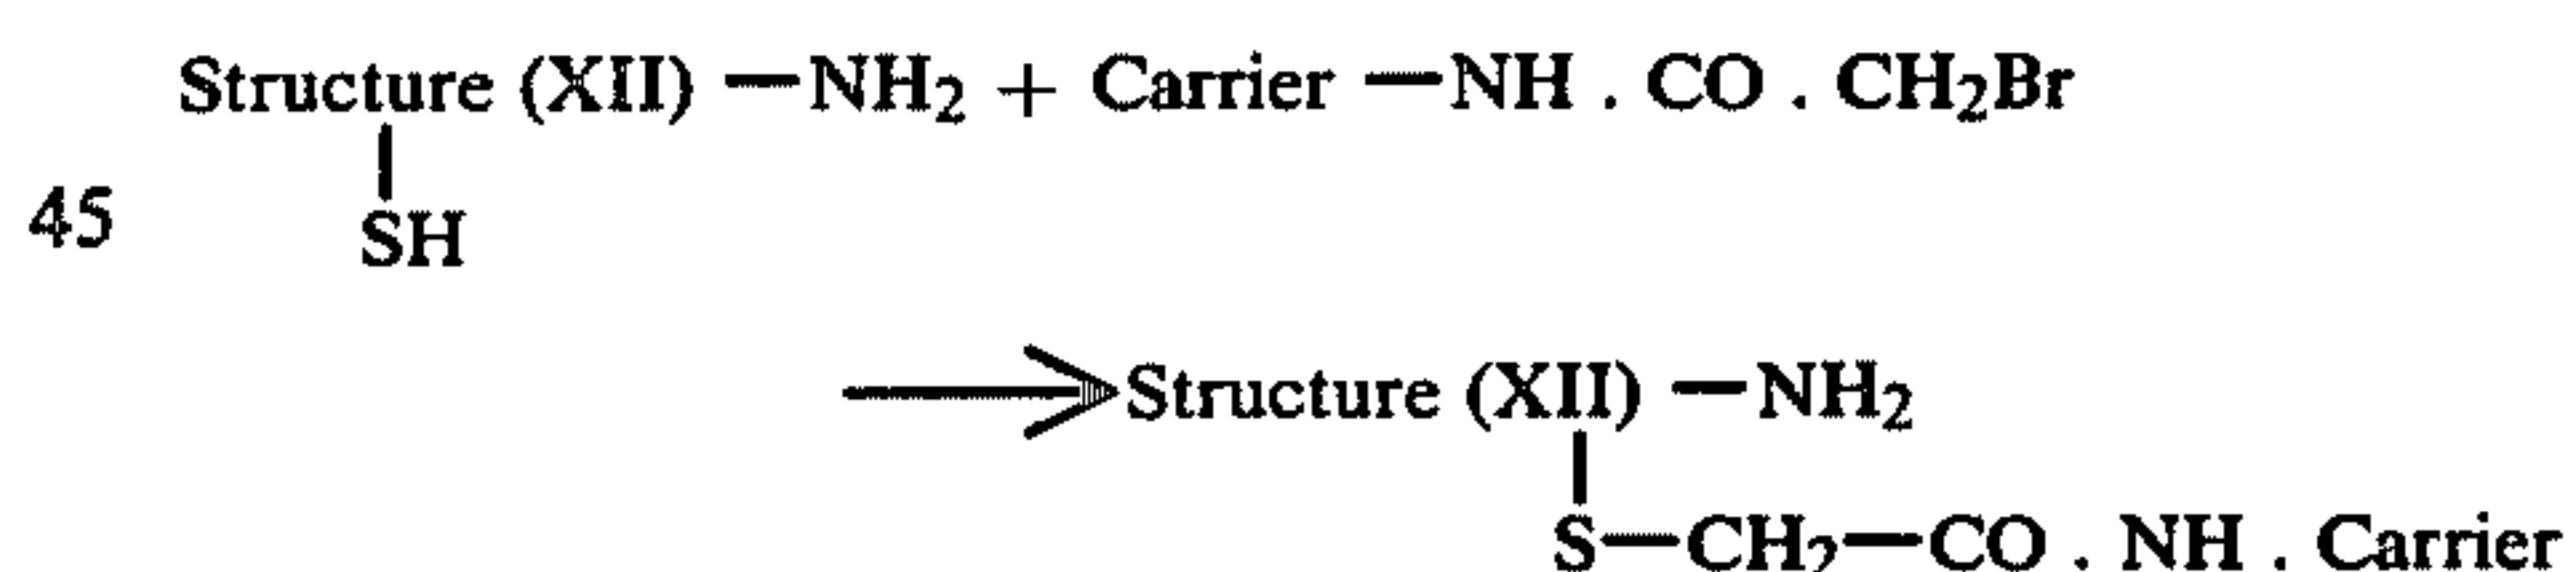 Structure (XII) —NH2 + Carrier —NH . CO . CH2Br
45
SH
Structure (XII) —NH2
S—CH2—CO . NH . Carrier